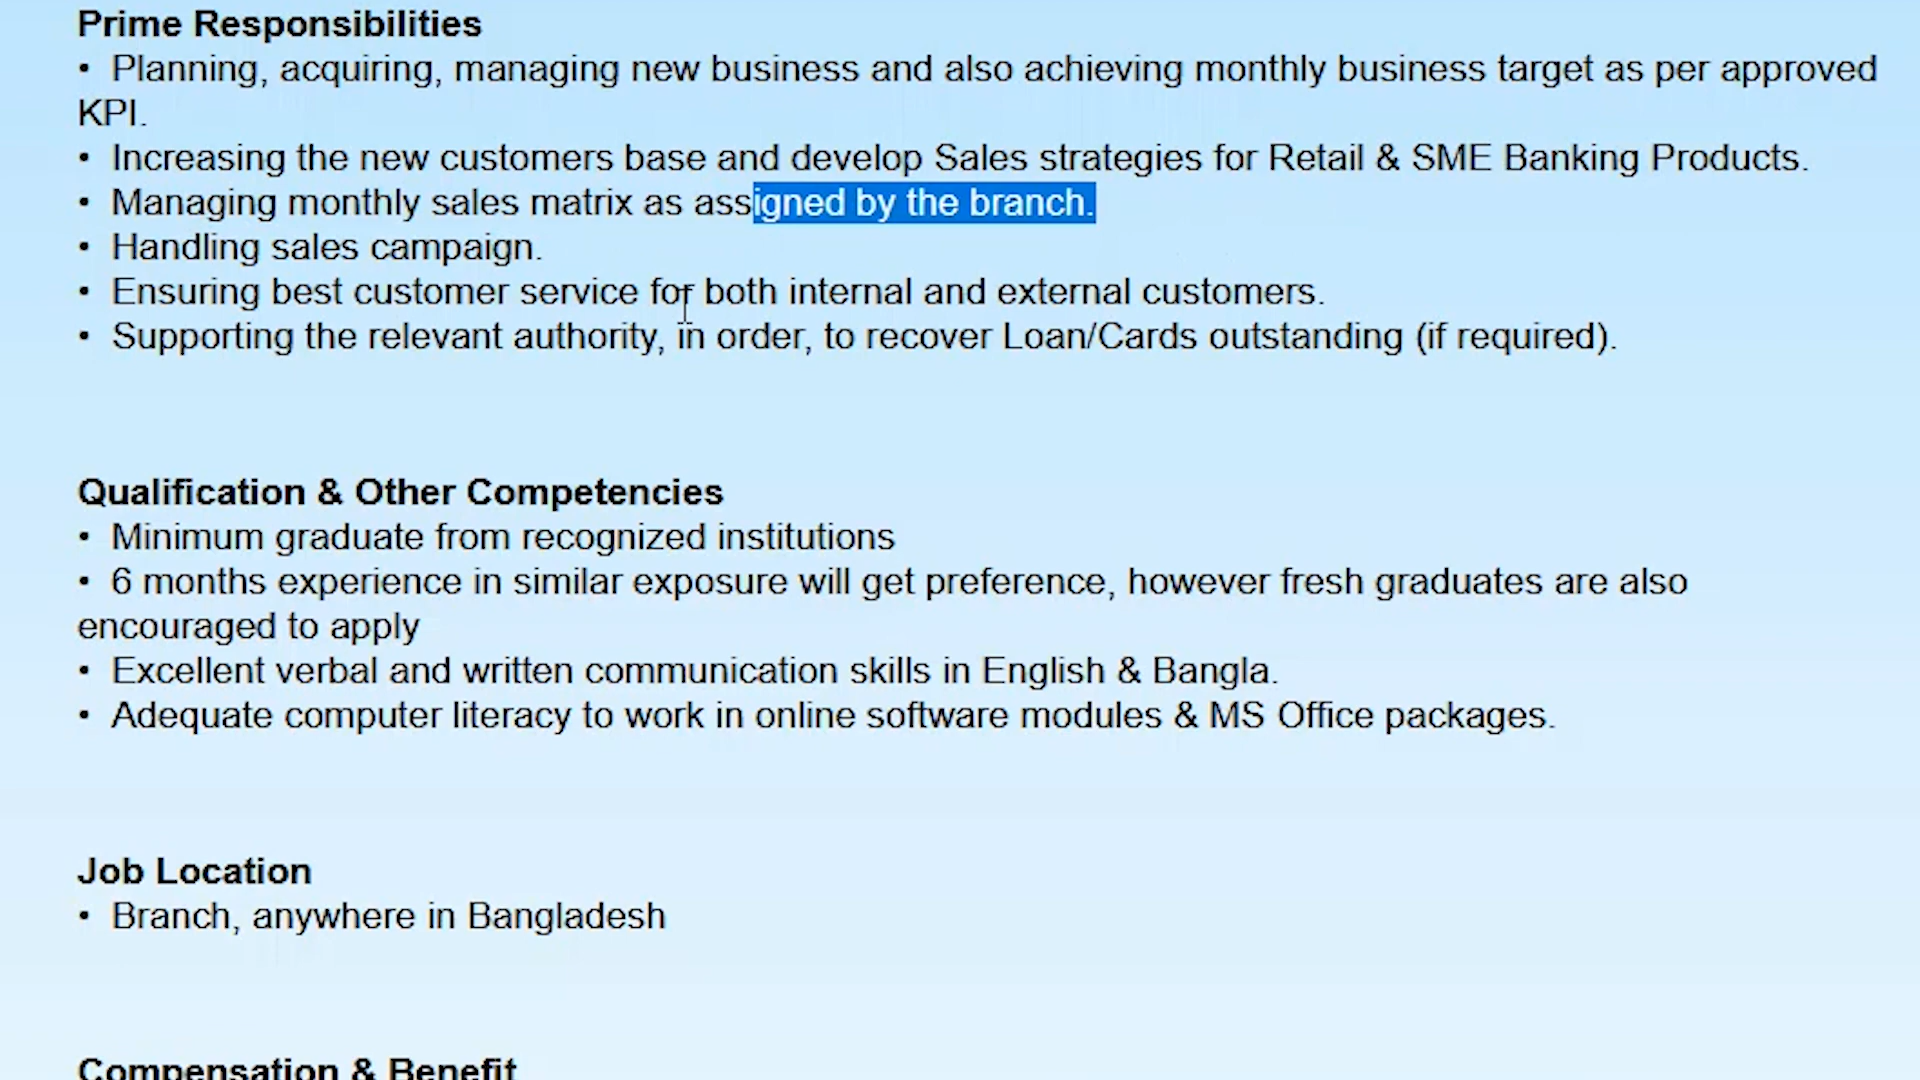 Prime Responsibilities
• Planning, acquiring, managing new business and also achieving monthly business target as per approved
KPI.
• Increasing the new customers base and develop Sales strategies for Retail & SME Banking Products.
• Managing monthly sales matrix as assigned by the branch.
• Handling sales campaign.
• Ensuring best customer service for both internal and external customers.
• Supporting the relevant authority, in order, to recover Loan/Cards outstanding (if required).
Qualification & Other Competencies
• Minimum graduate from recognized institutions
• 6 months experience in similar exposure will get preference, however fresh graduates are also
encouraged to apply
• Excellent verbal and written communication skills in English & Bangla.
• Adequate computer literacy to work in online software modules & MS Office packages.
Job Location
• Branch, anywhere in Bangladesh
Compensation & Benefit